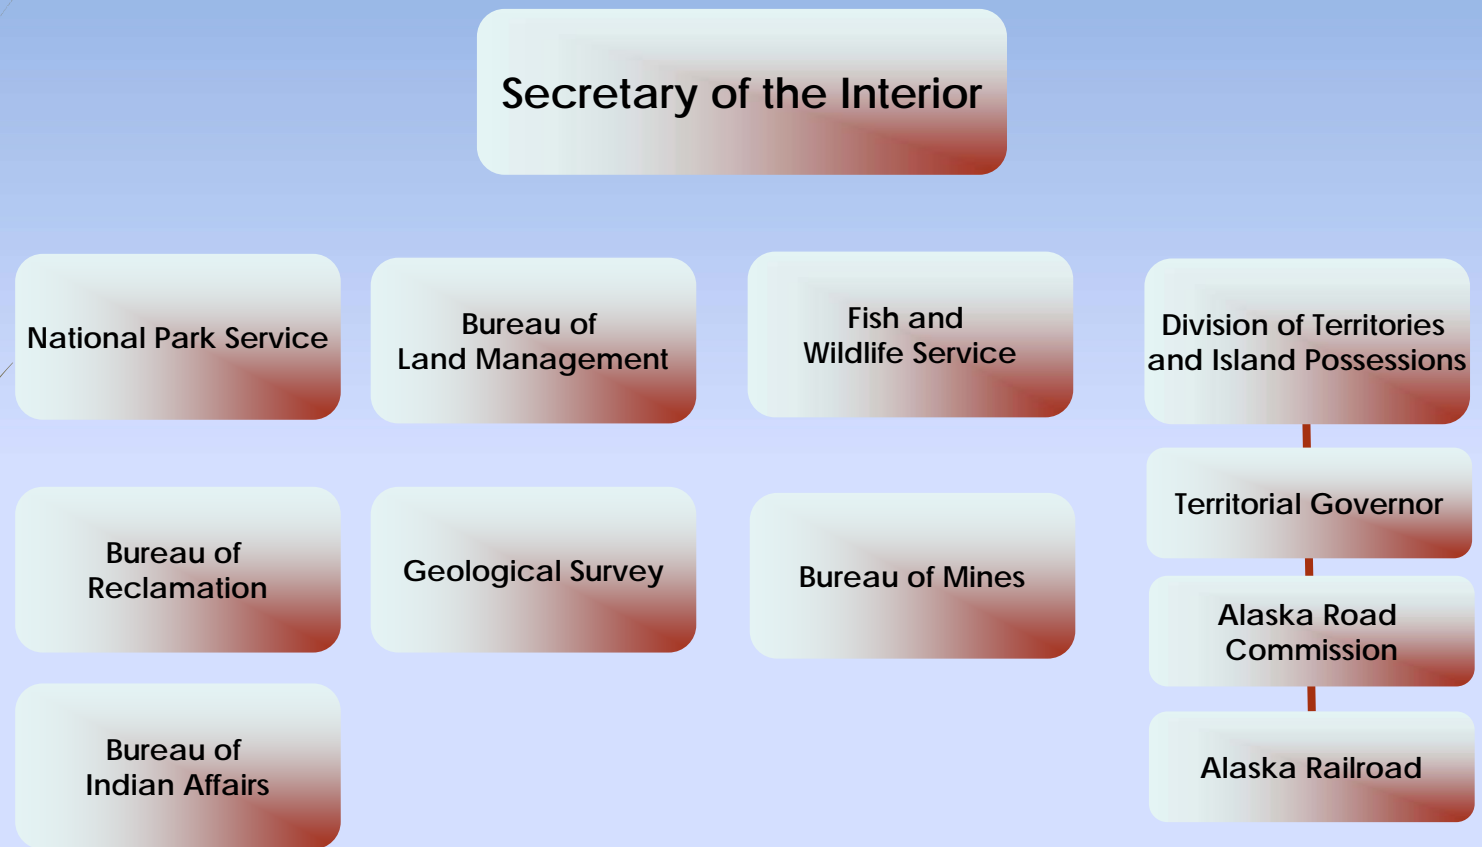 Secretary of the Interior
National Park Service
Bureau of
Land Management
Fish and
Wildlife Service
Division of Territories
and Island Possessions
Territorial Governor
Bureau of
Reclamation
Geological Survey
Bureau of Mines
Alaska Road
Commission
Bureau of
Indian Affairs
Alaska Railroad